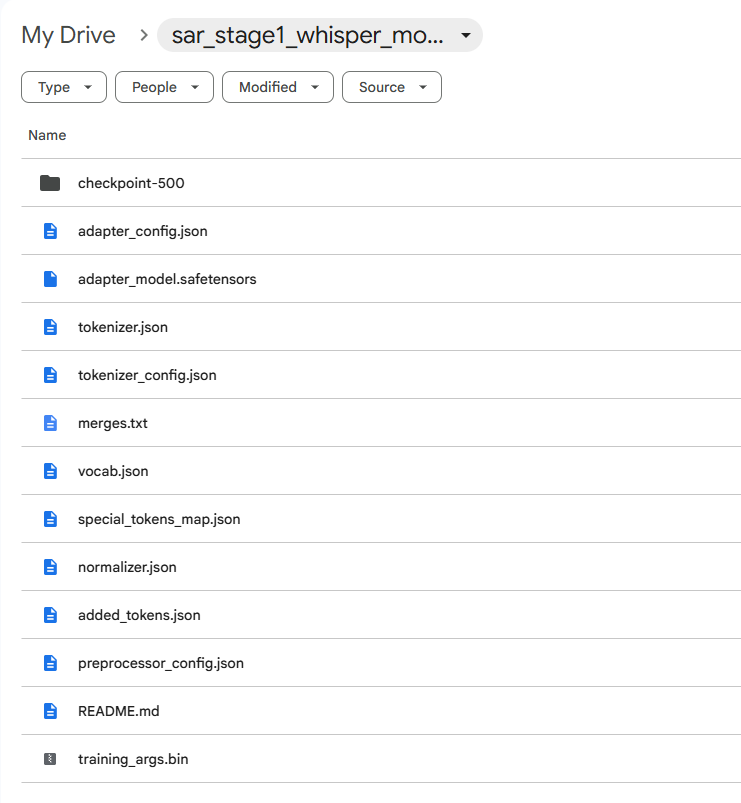 My Drive > sar_stage1_whisper_mo...
Type People Modified Source
Name
checkpoint-500
adapter_config.json
adapter_model.safetensors
tokenizer.json
tokenizer_config.json
merges.txt
vocab.json
special_tokens_map.json
normalizer.json
added_tokens.json
preprocessor_config.json
README.md
training_args.bin